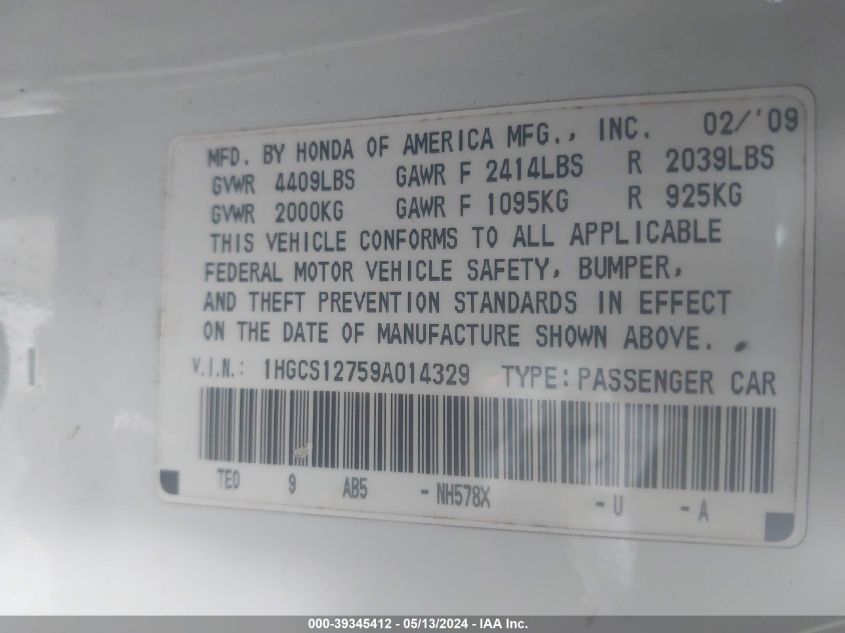 MFD. BY HONDA OF AMERICA MFG., INC. 02/'09
GVWR 4409LBS GAWR F 2414LBS R 2039LBS
GVWR 2000KG GAWR F 1095KG R 925KG
THIS VEHICLE CONFORMS TO ALL APPLICABLE
FEDERAL MOTOR VEHICLE SAFETY, BUMPER,
AND THEFT PREVENTION STANDARDS IN EFFECT
ON THE DATE OF MANUFACTURE SHOWN ABOVE.
V.I.N.: 1HGCS12759A014329 TYPE: PASSENGER CAR
TE0 9 AB5 - NH578X - U - A
000-39345412 - 05/13/2024 - IAA Inc.